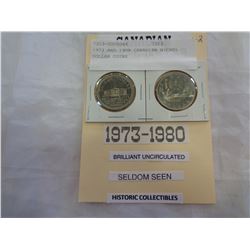 CANADIAN
1973 AND 1980 CANADIAN NICKEL
DOLLAR COINS
1973-1980
BRILLIANT UNCIRCULATED
SELDOM SEEN
HISTORIC COLLECTIBLES